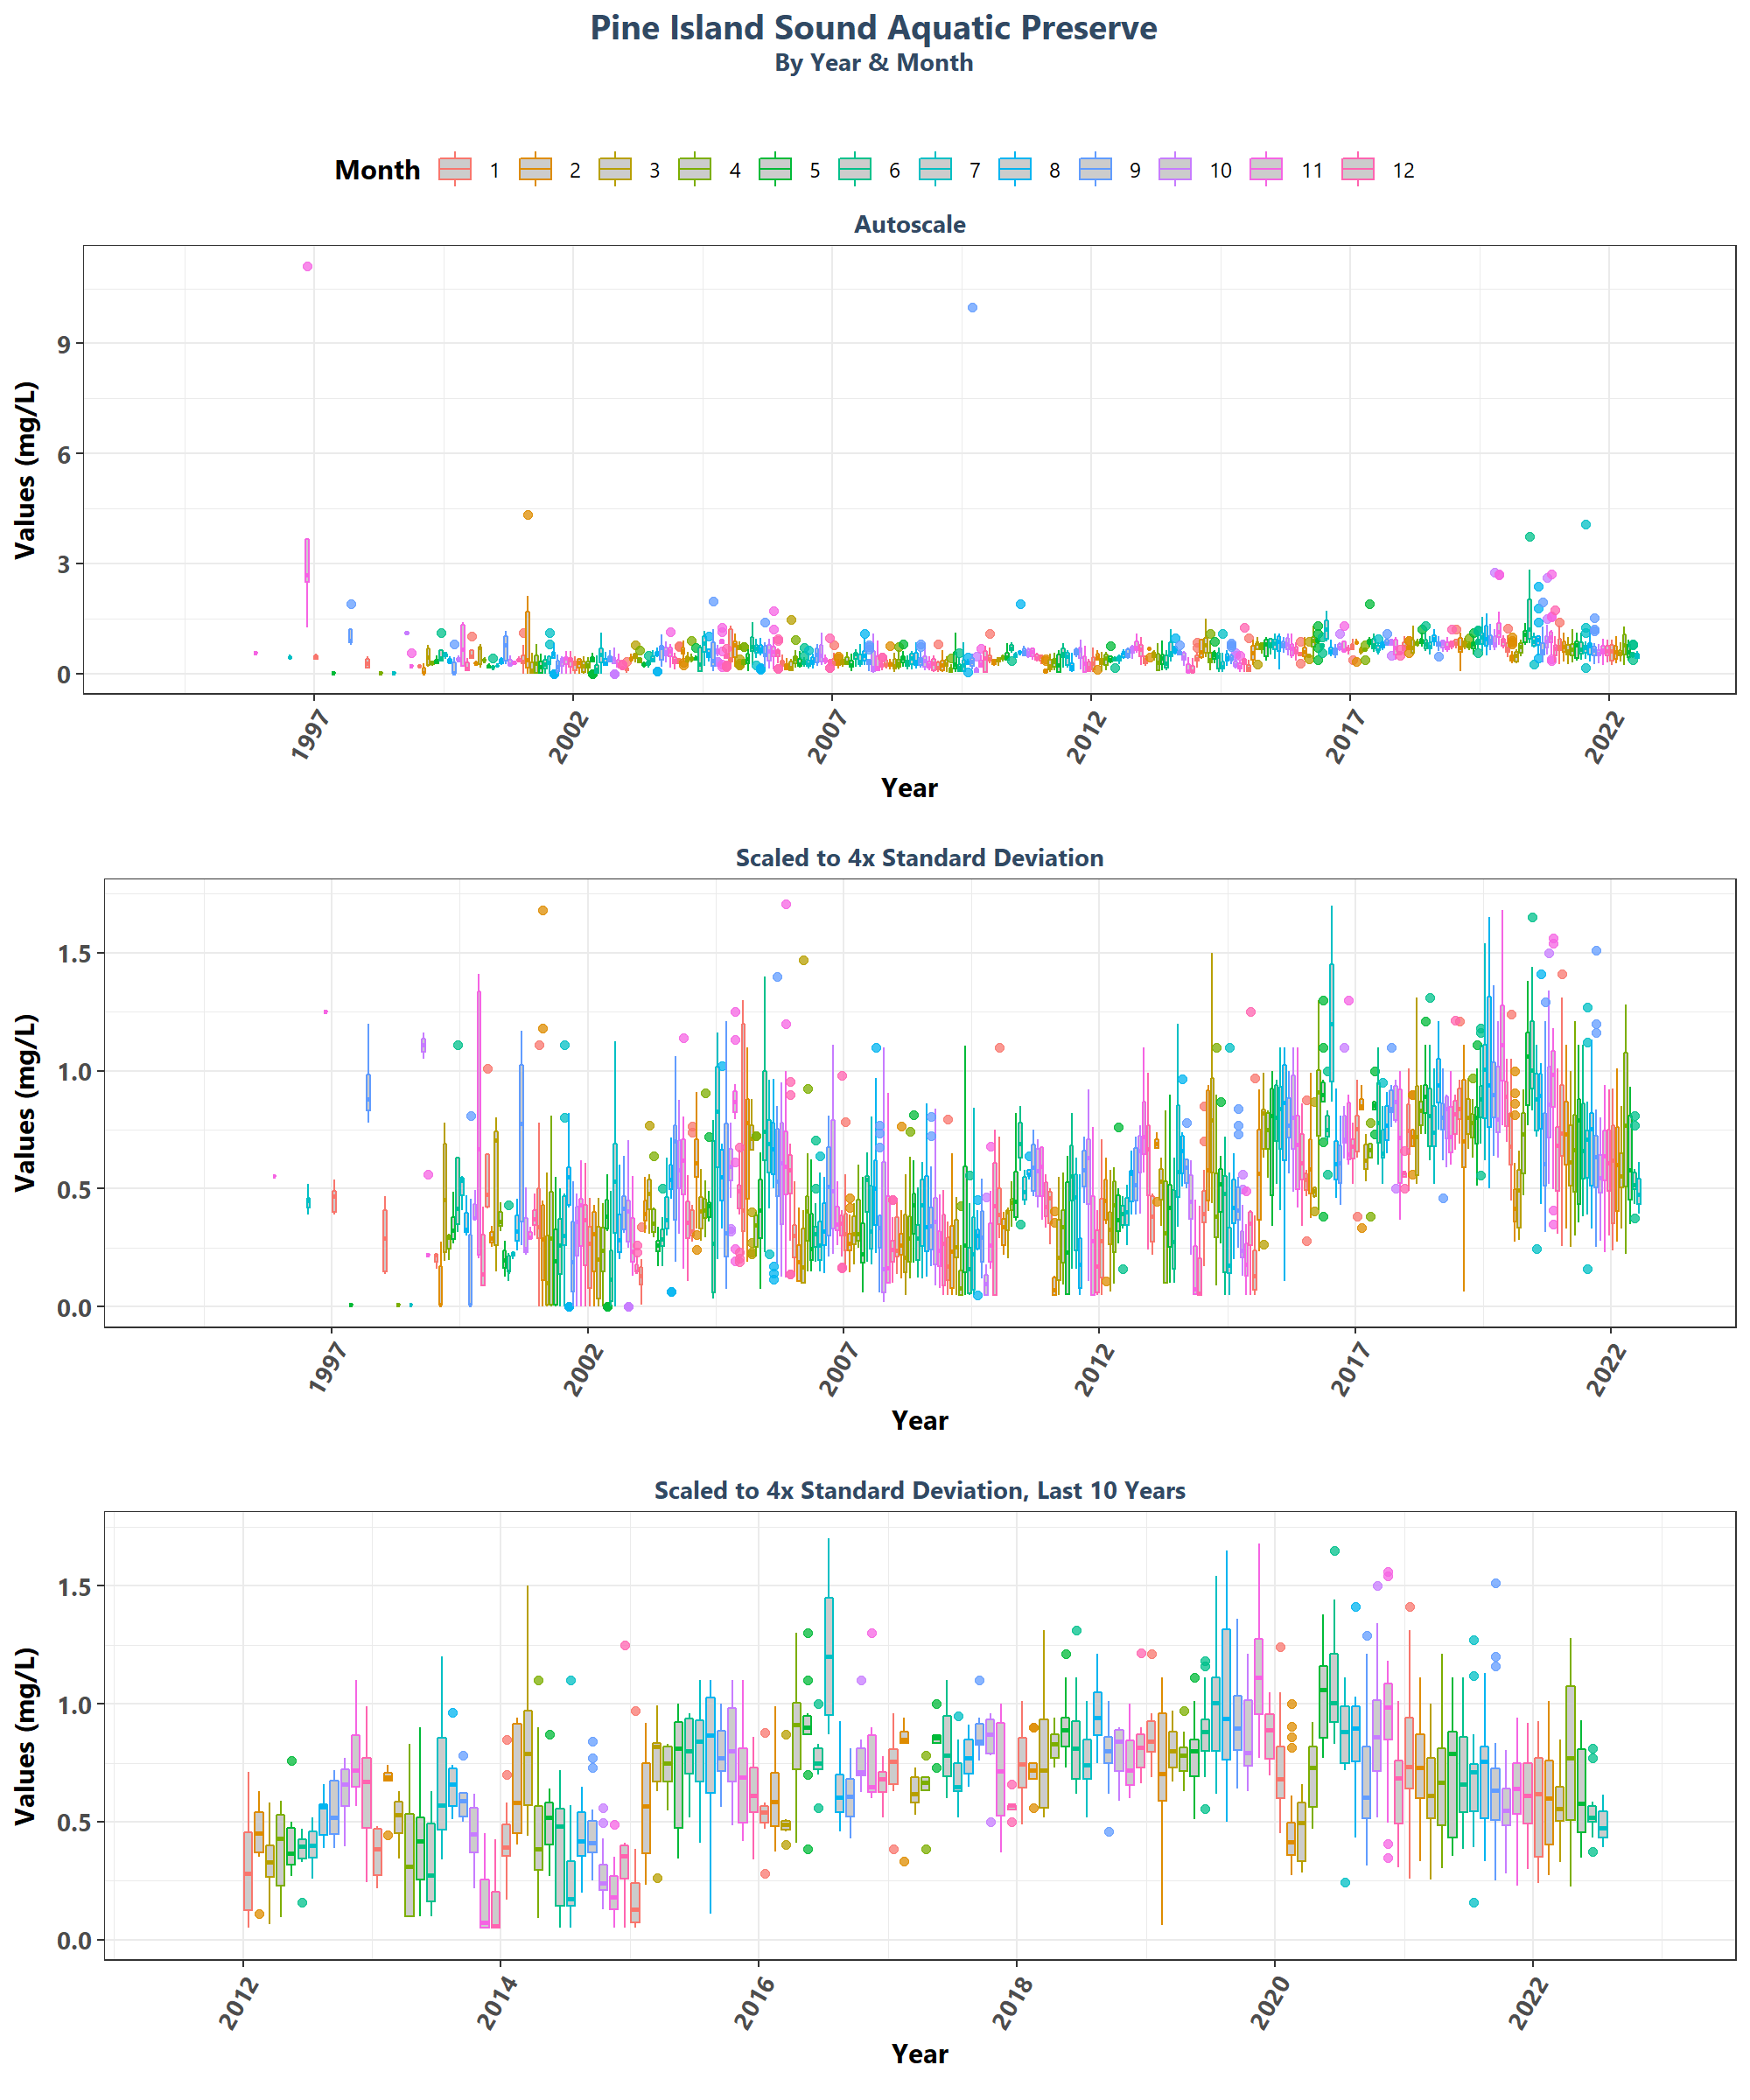 Pine Island Sound Aquatic Preserve
By Year & Month
Month 1 2 3 4 5 6 7 8 9 10 11 12
Autoscale
Values (mg/L)
9
6
3
0
1997 2002 2007 2012 2017 2022
Year
Scaled to 4x Standard Deviation
Values (mg/L)
1.5
1.0
0.5
0.0
1997 2002 2007 2012 2017 2022
Year
Scaled to 4x Standard Deviation, Last 10 Years
Values (mg/L)
1.5
1.0
0.5
0.0
2012 2014 2016 2018 2020 2022
Year